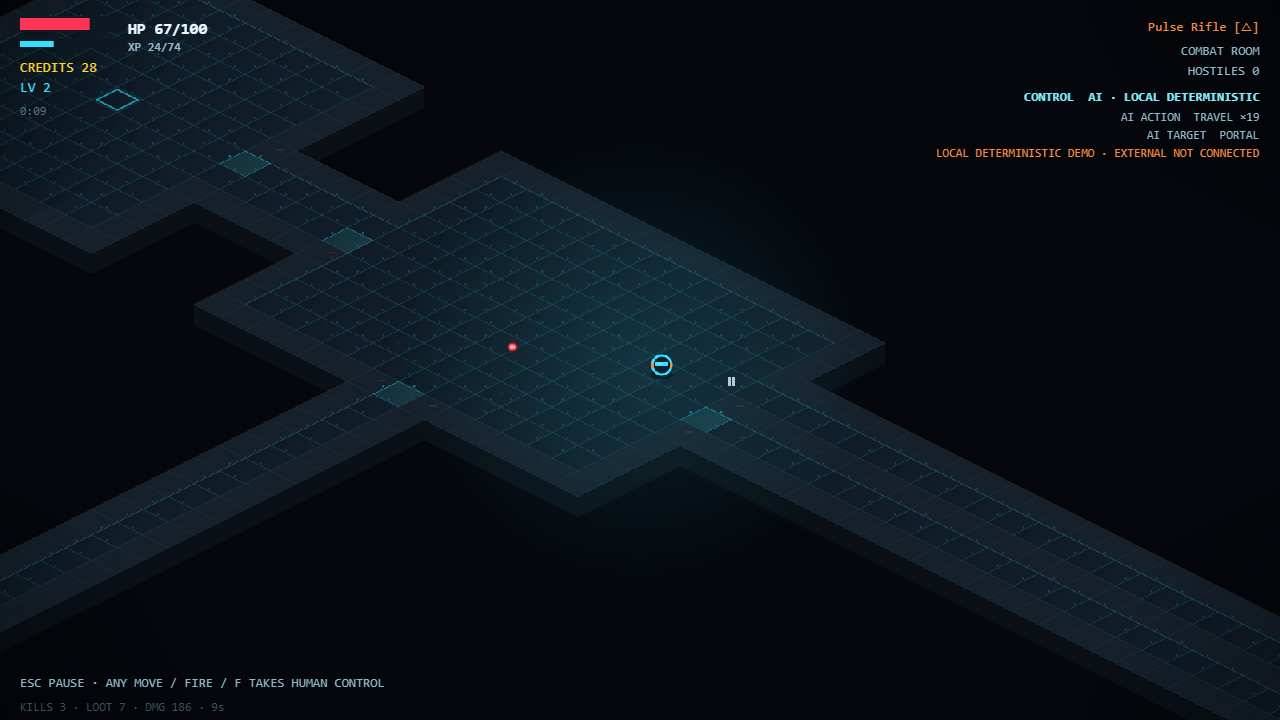 HP 67/100
XP 24/74
CREDITS 28
LV 2
0:09
Pulse Rifle [△]
COMBAT ROOM
HOSTILES 0
CONTROL AI · LOCAL DETERMINISTIC
AI ACTION TRAVEL ×19
AI TARGET PORTAL
LOCAL DETERMINISTIC DEMO · EXTERNAL NOT CONNECTED
ESC PAUSE · ANY MOVE / FIRE / F TAKES HUMAN CONTROL
KILLS 3 · LOOT 7 · DMG 186 · 9s